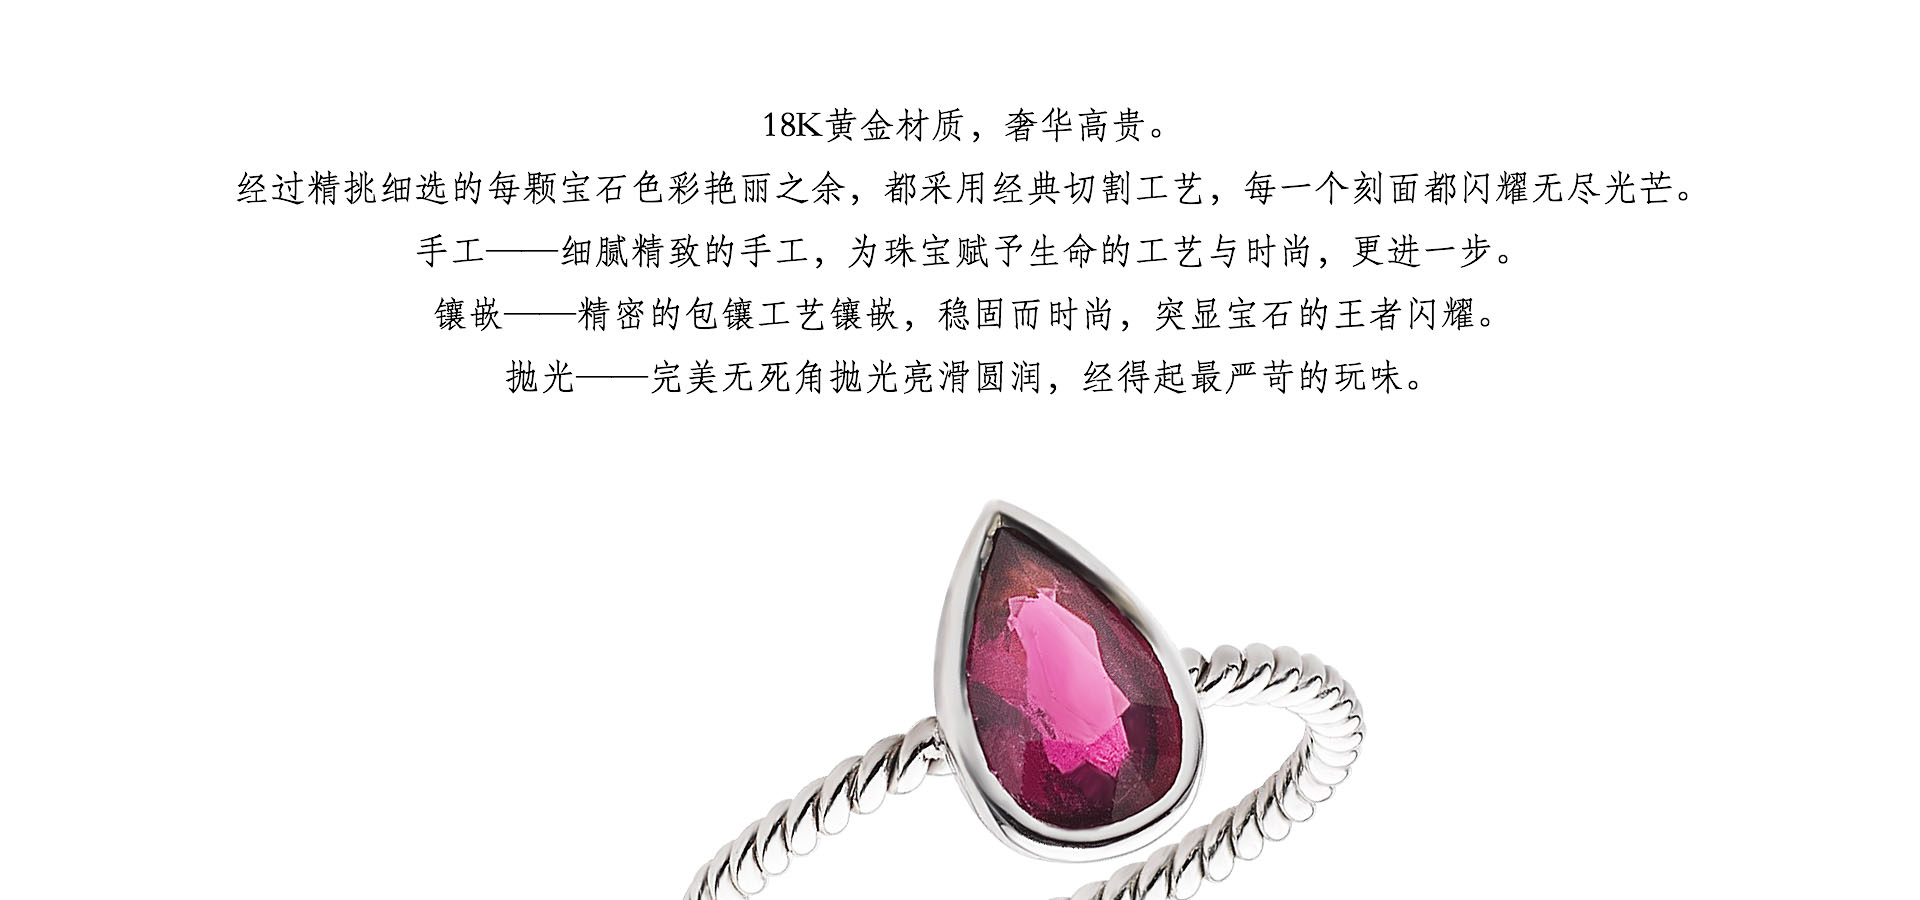 18K黄金材质，奢华高贵。
经过精挑细选的每颗宝石色彩艳丽之余，都采用经典切割工艺，每一个刻面都闪耀无尽光芒。
手工——细腻精致的手工，为珠宝赋予生命的工艺与时尚，更进一步。
镶嵌——精密的包镶工艺镶嵌，稳固而时尚，突显宝石的王者闪耀。
抛光——完美无死角抛光亮滑圆润，经得起最严苛的玩味。